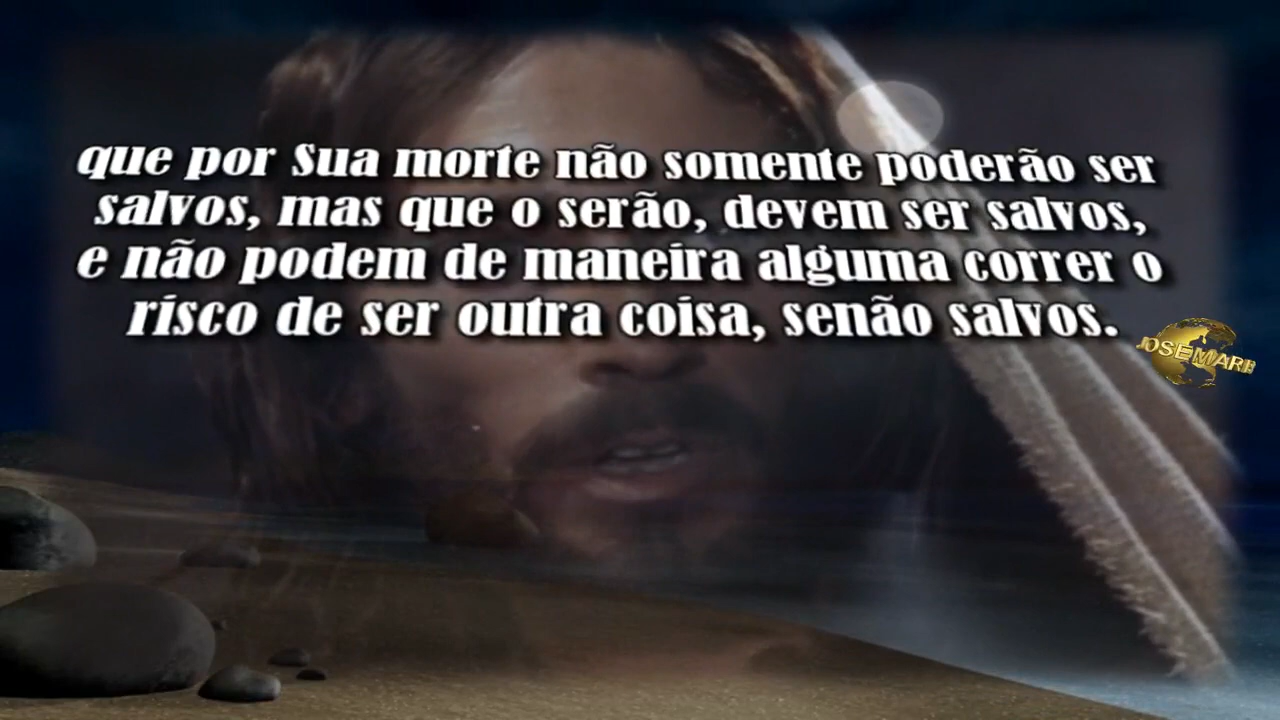 que por Sua morte não somente poderão ser
salvos, mas que o serão, devem ser salvos,
e não podem de maneira alguma correr o
risco de ser outra coisa, senão salvos.